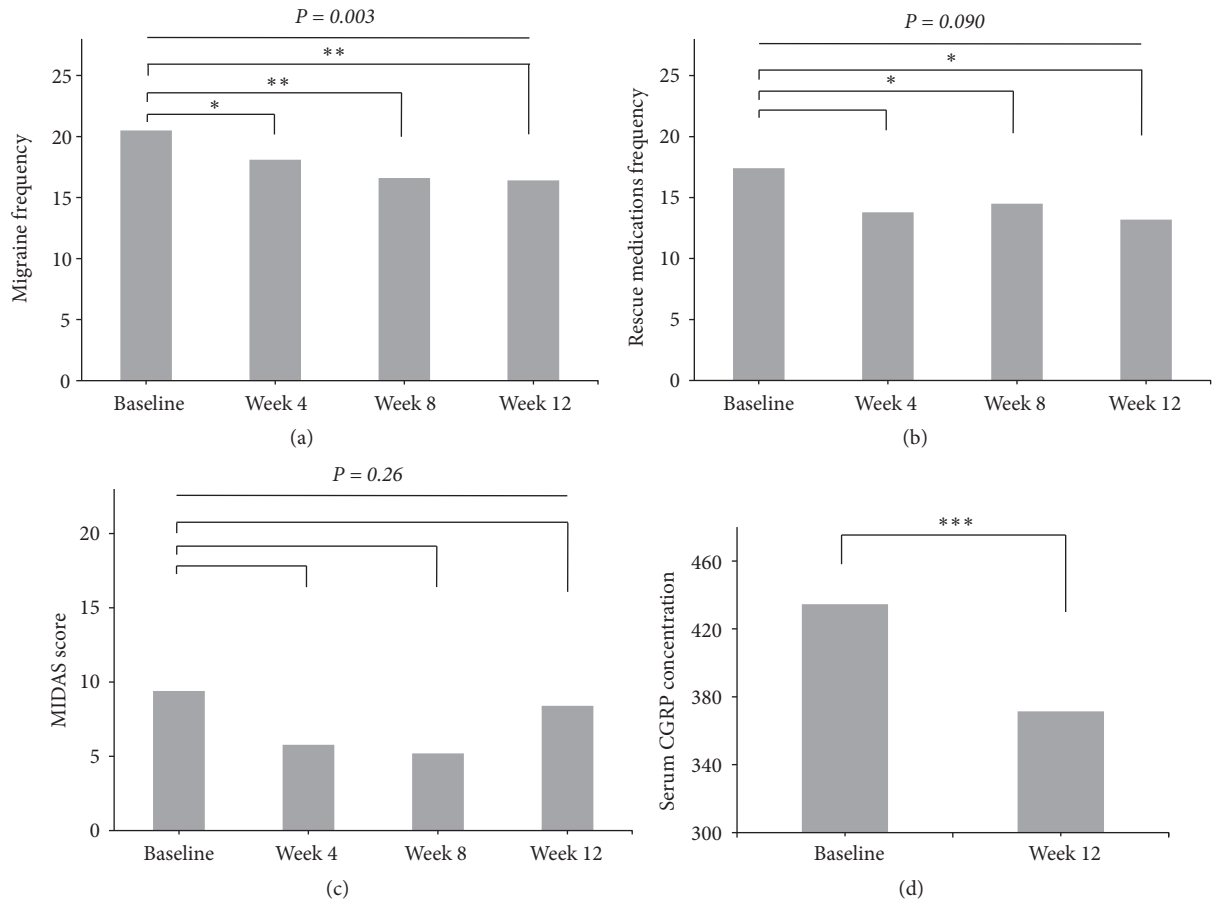 P = 0.003
**
**
*
25
20
15
10
5
0
Migraine frequency
Baseline Week 4 Week 8 Week 12
(a)
P = 0.090
*
*
25
20
15
10
5
0
Rescue medications frequency
Baseline Week 4 Week 8 Week 12
(b)
P = 0.26
20
15
10
5
0
MIDAS score
Baseline Week 4 Week 8 Week 12
(c)
***
460
420
380
340
300
Serum CGRP concentration
Baseline Week 12
(d)